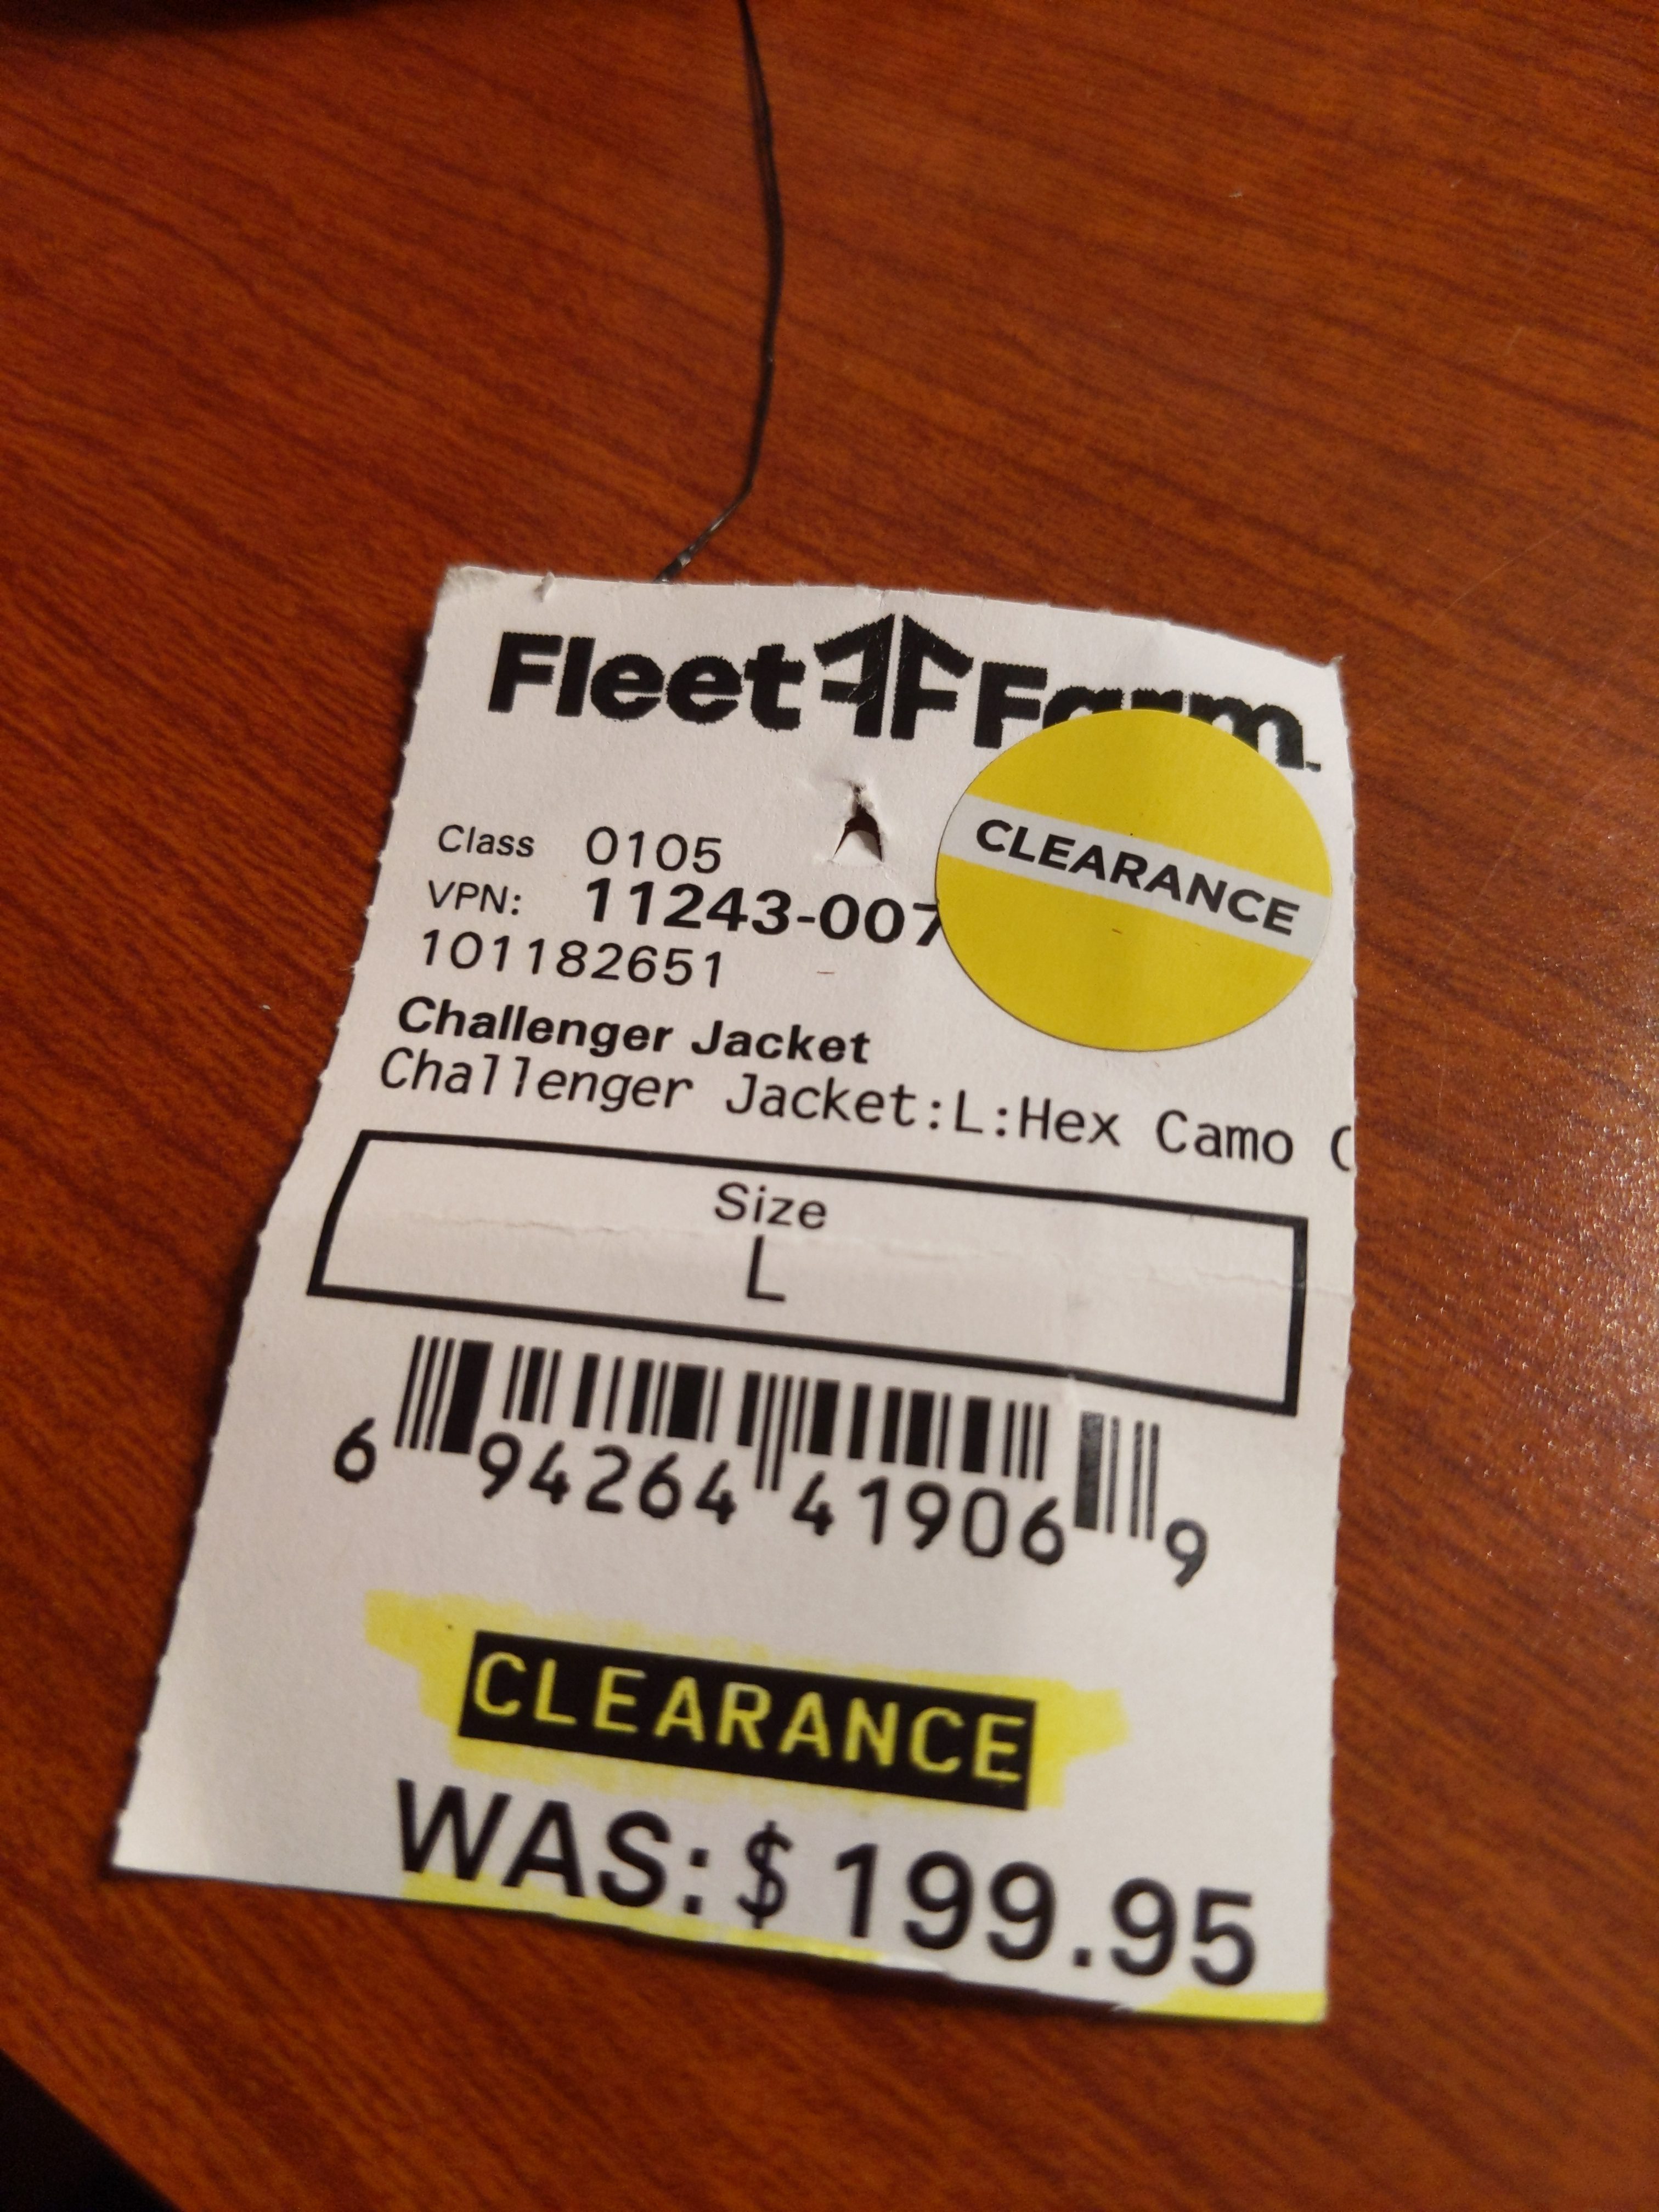 Fleet Farm
CLEARANCE
Class 0105
VPN: 11243-007
101182651
Challenger Jacket
Challenger Jacket:L:Hex Camo
Size
L
6 94264 41906 9
CLEARANCE
WAS: $ 199.95